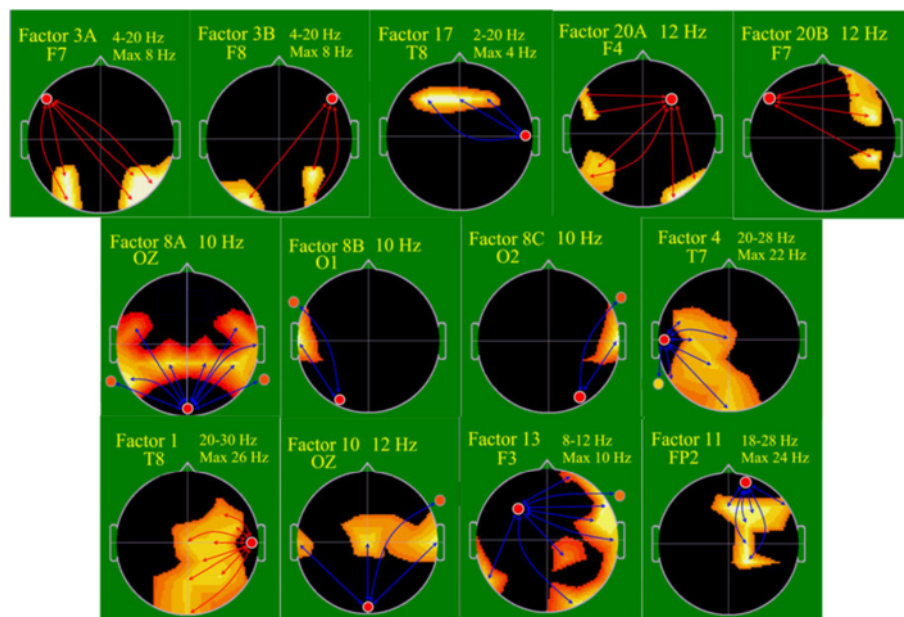 Factor 3A 4-20 Hz
F7 Max 8 Hz
Factor 3B 4-20 Hz
F8 Max 8 Hz
Factor 17 2-20 Hz
T8 Max 4 Hz
Factor 20A 12 Hz
F4
Factor 20B 12 Hz
F7
Factor 8A 10 Hz
OZ
Factor 8B 10 Hz
O1
Factor 8C 10 Hz
O2
Factor 4 20-28 Hz
T7 Max 22 Hz
Factor 1 20-30 Hz
T8 Max 26 Hz
Factor 10 12 Hz
OZ
Factor 13 8-12 Hz
F3 Max 10 Hz
Factor 11 18-28 Hz
FP2 Max 24 Hz